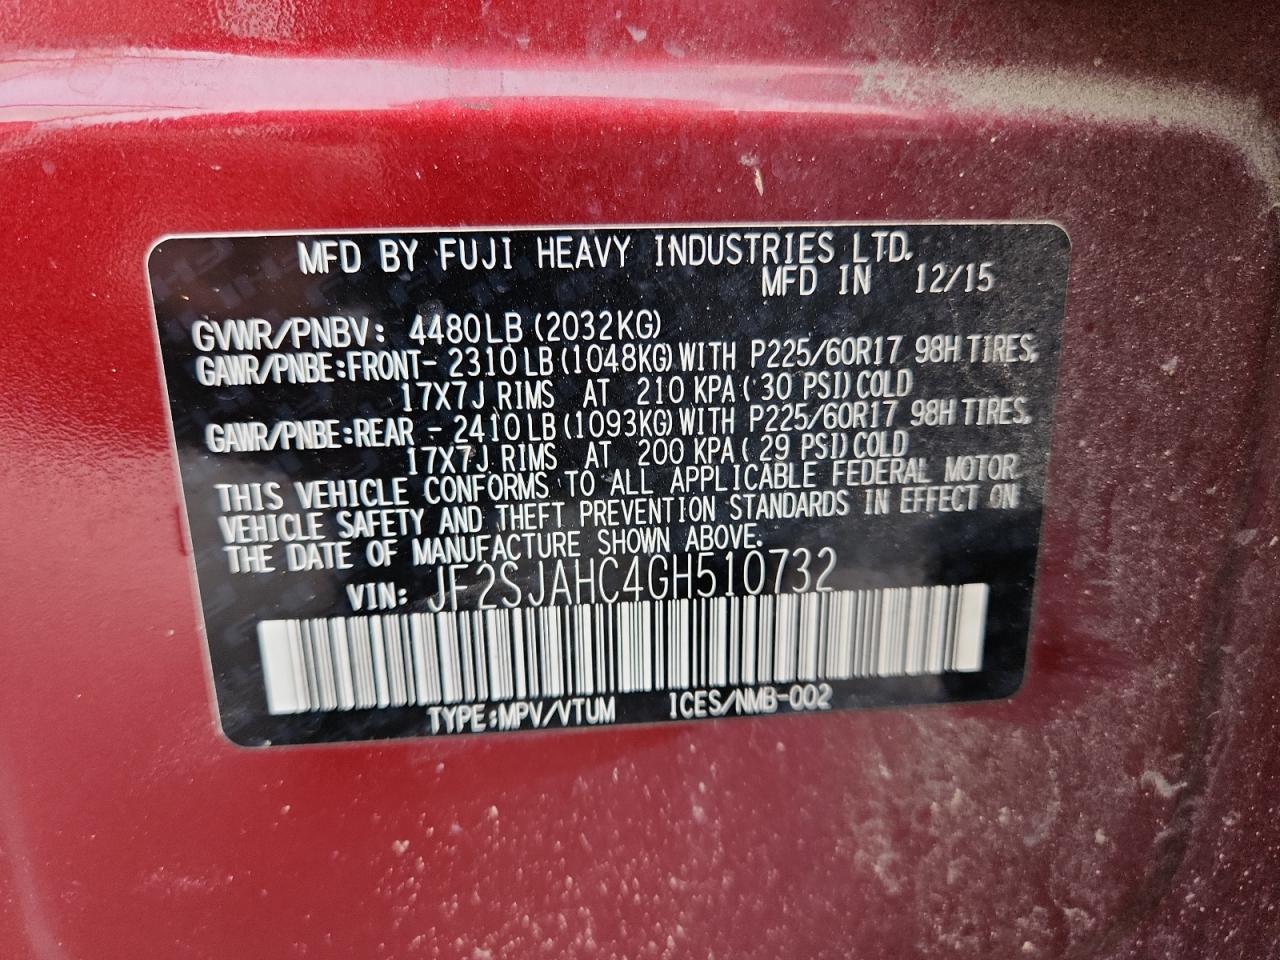 MFD BY FUJI HEAVY INDUSTRIES LTD.
MFD IN 12/15
GVWR/PNBV: 4480LB (2032KG)
GAWR/PNBE:FRONT- 2310LB (1048KG) WITH P225/60R17 98H TIRES,
17X7J RIMS AT 210 KPA ( 30 PSI) COLD
GAWR/PNBE:REAR - 2410LB (1093KG) WITH P225/60R17 98H TIRES,
17X7J RIMS AT 200 KPA ( 29 PSI) COLD
THIS VEHICLE CONFORMS TO ALL APPLICABLE FEDERAL MOTOR
VEHICLE SAFETY AND THEFT PREVENTION STANDARDS IN EFFECT ON
THE DATE OF MANUFACTURE SHOWN ABOVE.
VIN: JF2SJAHC4GH510732
TYPE:MPV/VTUM ICES/NMB-002